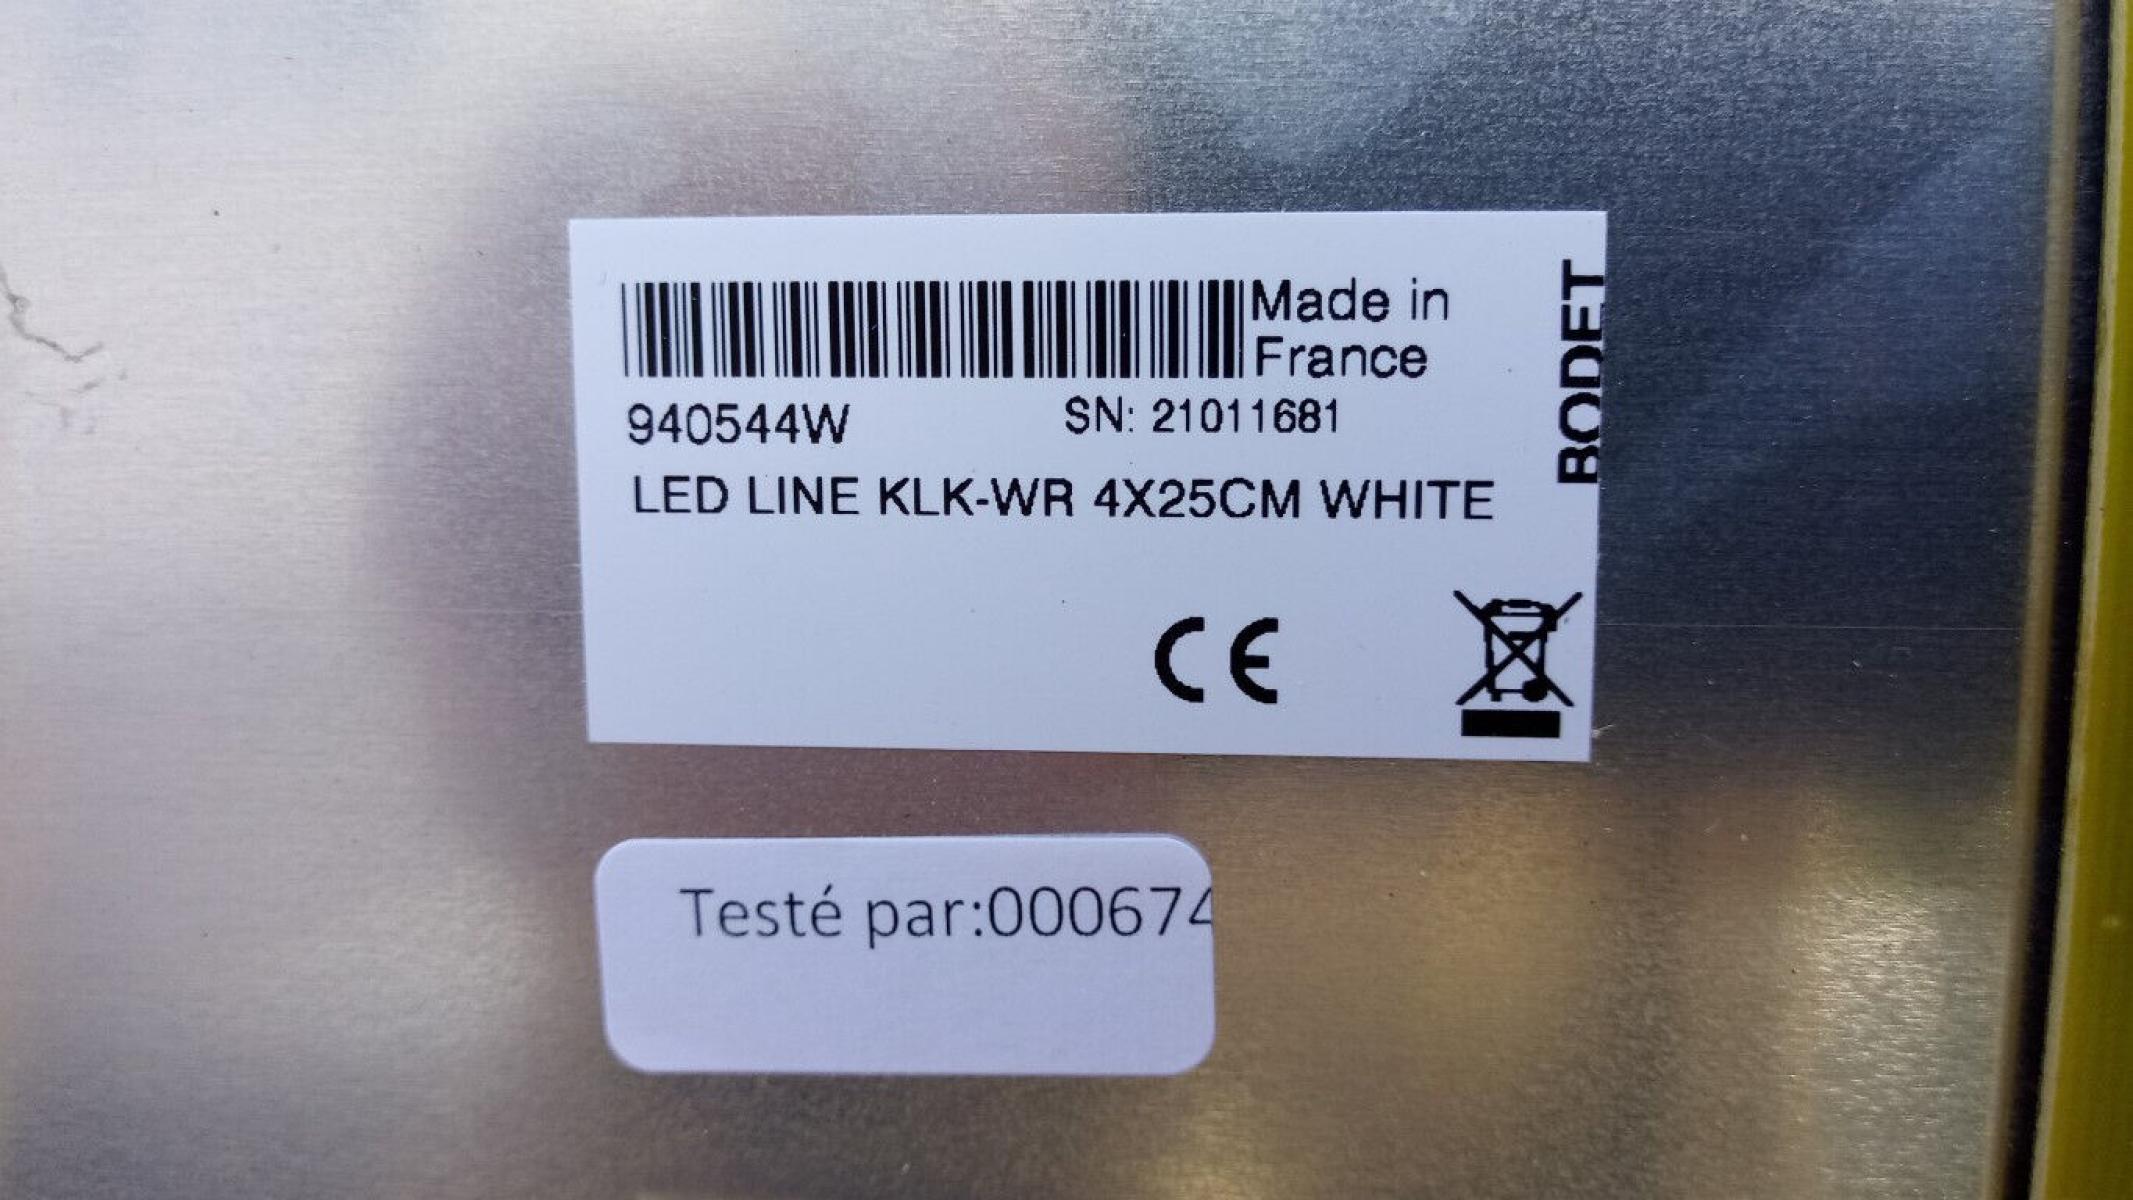 Made in
France
BODET
940544W
SN: 21011681
LED LINE KLK-WR 4X25CM WHITE
CE
Testé par:000674